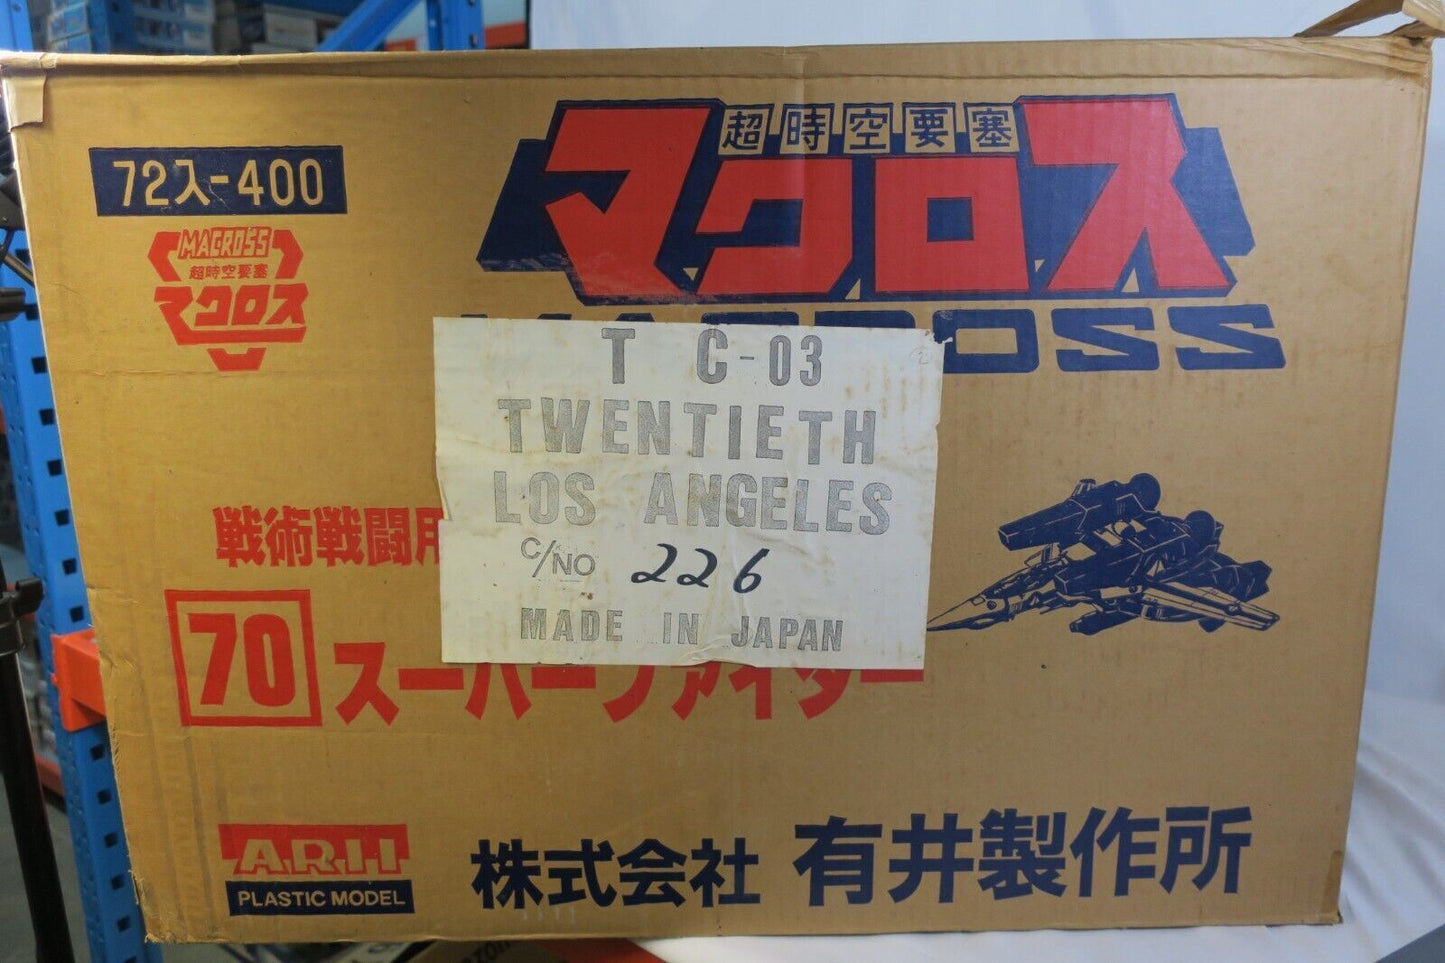 72入-400
MACROSS
超時空要塞
マクロス
超時空要塞
マクロス
MACROSS
T C-03
TWENTIETH
LOS ANGELES
C/NO 226
MADE IN JAPAN
戦術戦闘用
70 スーパーファイター
ARII
PLASTIC MODEL
株式会社 有井製作所